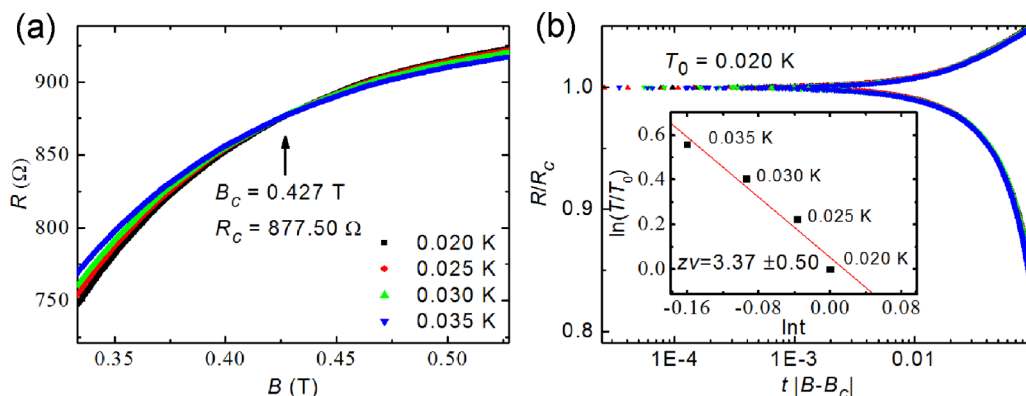 (a)
R (Ω)
900
850
800
750
0.35 0.40 0.45 0.50
B (T)
B_c = 0.427 T
R_c = 877.50 Ω
0.020 K
0.025 K
0.030 K
0.035 K
(b)
T_0 = 0.020 K
R/R_c
1.0
0.9
0.8
1E-4 1E-3 0.01
t |B-B_c|
ln(T/T_0)
0.6
0.4
0.2
0.0
0.035 K
0.030 K
0.025 K
0.020 K
zν=3.37 ±0.50
-0.16 -0.08 0.00 0.08
lnt